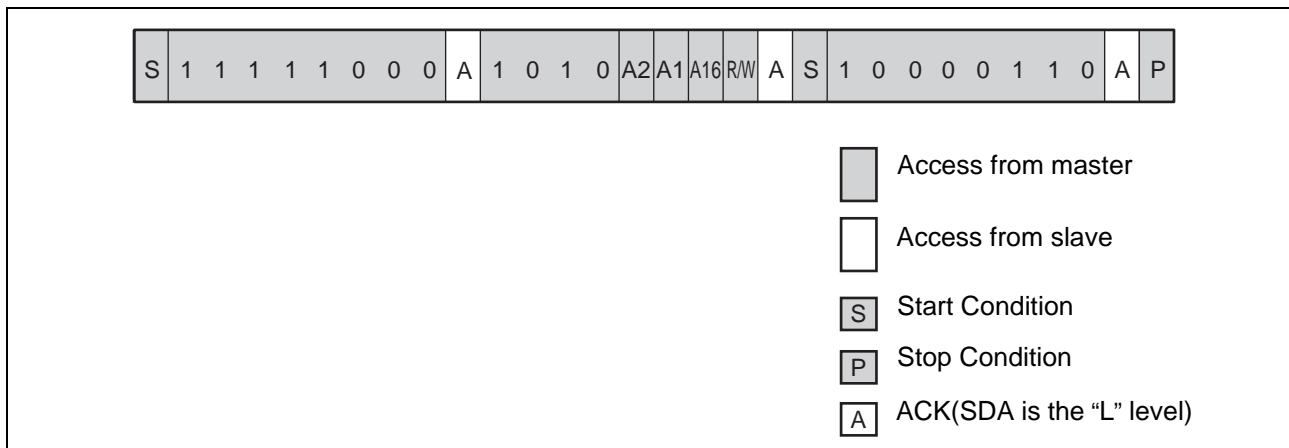 S 1 1 1 1 1 0 0 0 A 1 0 1 0 A2 A1 A16 R/W A S 1 0 0 0 0 1 1 0 A P
Access from master
Access from slave
S Start Condition
P Stop Condition
A ACK(SDA is the “L” level)